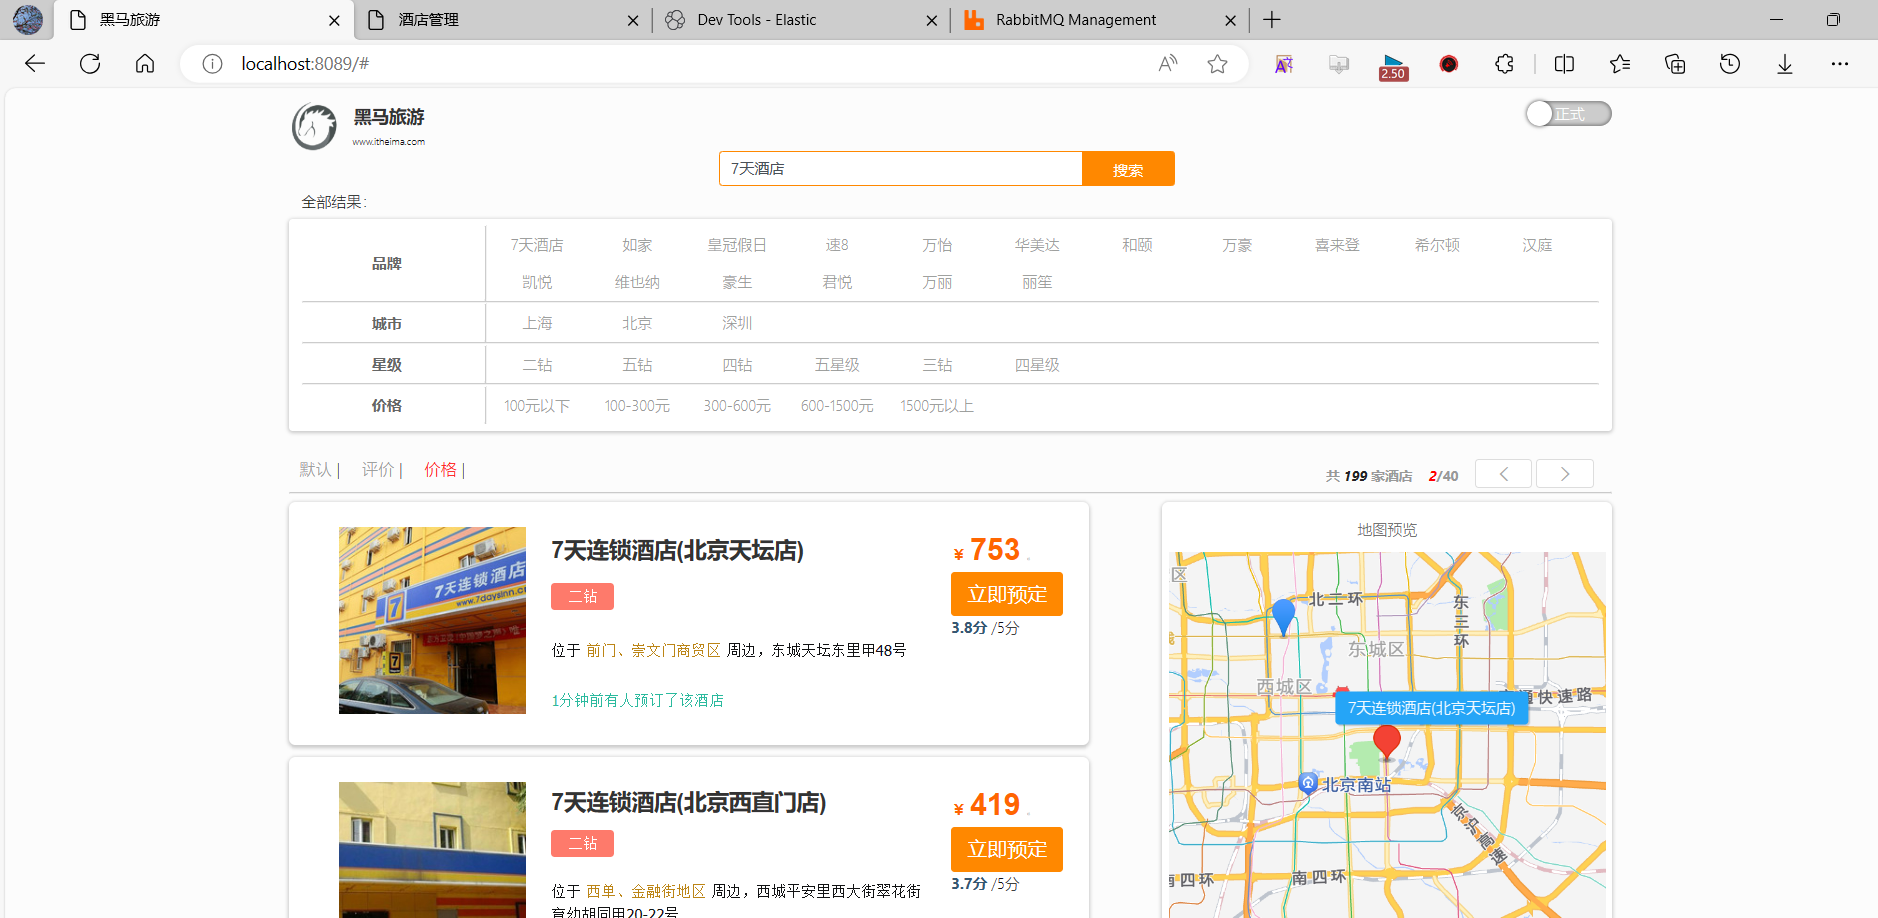 黑马旅游
酒店管理
Dev Tools - Elastic
RabbitMQ Management
localhost:8089/#
2.50
黑马旅游
www.itheima.com
正式
7天酒店
搜索
全部结果：
品牌
7天酒店 如家 皇冠假日 速8 万怡 华美达 和颐 万豪 喜来登 希尔顿 汉庭
凯悦 维也纳 豪生 君悦 万丽 丽笙
城市 上海 北京 深圳
星级 二钻 五钻 四钻 五星级 三钻 四星级
价格 100元以下 100-300元 300-600元 600-1500元 1500元以上
默认 | 评价 | 价格 |
共 199 家酒店 2/40
7天连锁酒店
www.7daysinn.cn
7天连锁酒店(北京天坛店)
二钻
位于 前门、崇文门商贸区 周边，东城天坛东里甲48号
1分钟前有人预订了该酒店
¥ 753
立即预定
3.8分 /5分
7天连锁酒店(北京西直门店)
二钻
位于 西单、金融街地区 周边，西城平安里西大街翠花街
育幼胡同甲20-22号
¥ 419
立即预定
3.7分 /5分
地图预览
区
北二环
东三环
东城区
西城区
通快速路
7天连锁酒店(北京天坛店)
北京南站
京沪高速
南四环
南四环